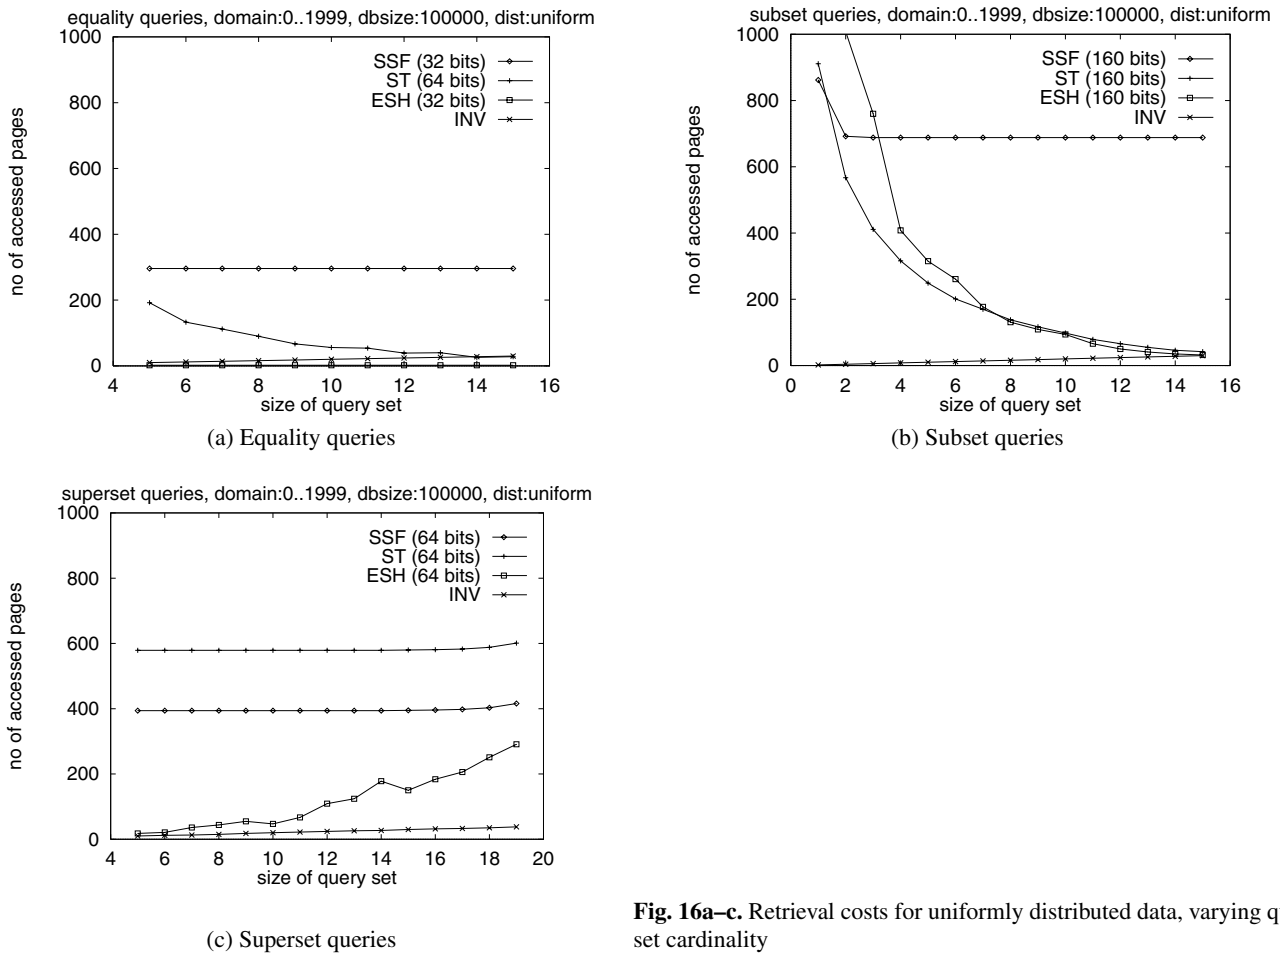 equality queries, domain:0..1999, dbsize:100000, dist:uniform
1000
800
600
400
200
0
no of accessed pages
SSF (32 bits)
ST (64 bits)
ESH (32 bits)
INV
4 6 8 10 12 14 16
size of query set
(a) Equality queries
subset queries, domain:0..1999, dbsize:100000, dist:uniform
1000
800
600
400
200
0
no of accessed pages
SSF (160 bits)
ST (160 bits)
ESH (160 bits)
INV
0 2 4 6 8 10 12 14 16
size of query set
(b) Subset queries
superset queries, domain:0..1999, dbsize:100000, dist:uniform
1000
800
600
400
200
0
no of accessed pages
SSF (64 bits)
ST (64 bits)
ESH (64 bits)
INV
4 6 8 10 12 14 16 18 20
size of query set
(c) Superset queries
Fig. 16a–c. Retrieval costs for uniformly distributed data, varying q
set cardinality